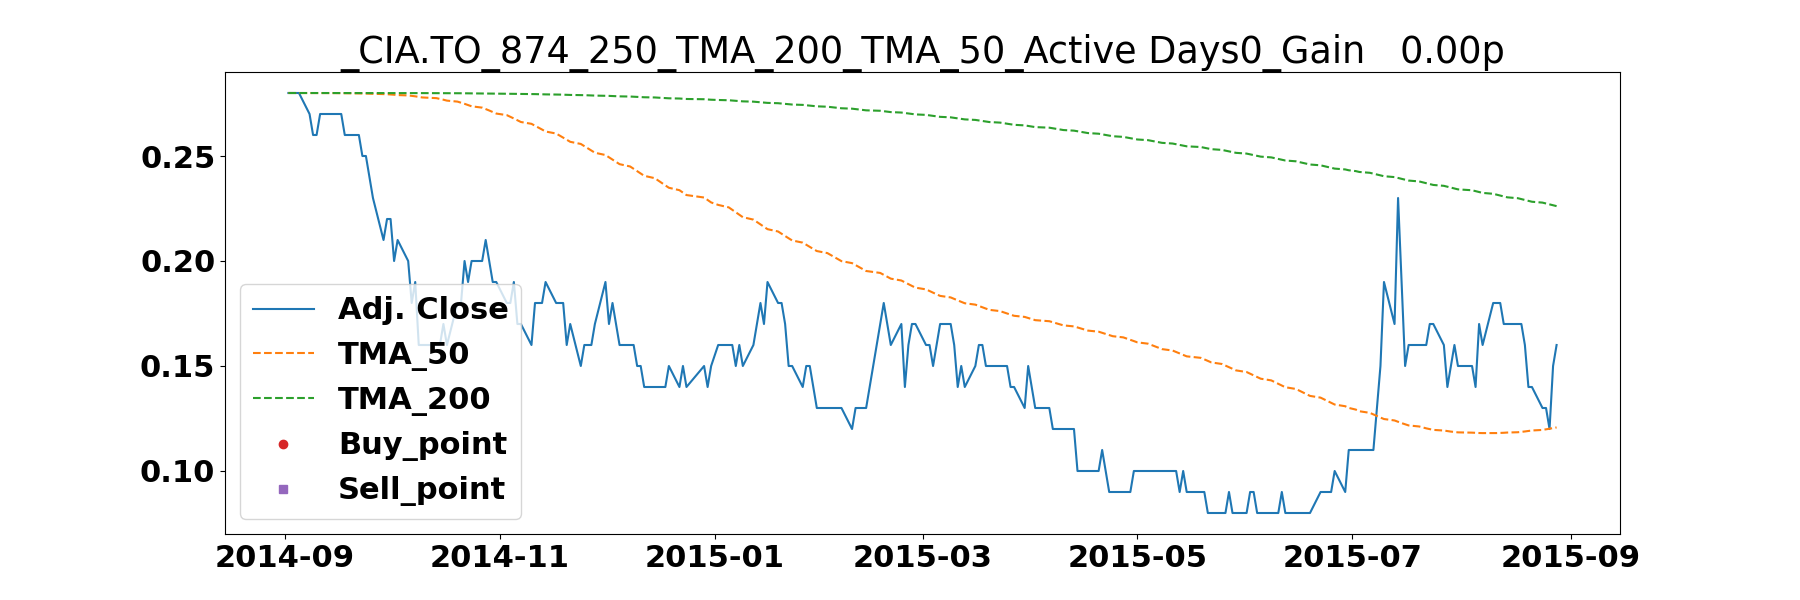 _CIA.TO_874_250_TMA_200_TMA_50_Active Days0_Gain   0.00p
0.25
0.20
0.15
0.10
Adj. Close
TMA_50
TMA_200
Buy_point
Sell_point
2014-09 2014-11 2015-01 2015-03 2015-05 2015-07 2015-09